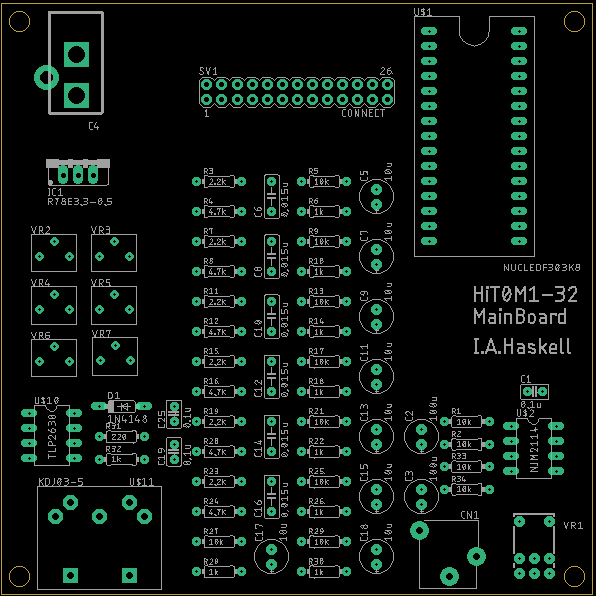 U$1
SV1
26
1
CONNECT
C4
IC1
R78E3.3-0.5
NUCLEOF303K8
HiT0M1-32
MainBoard
I.A.Haskell
VR2
VR3
VR4
VR5
VR6
VR7
R3
2.2k
R4
4.7k
C6
0.015u
R5
10k
R6
1k
C5
10u
R7
2.2k
R8
4.7k
C8
0.015u
R9
10k
R10
1k
C7
10u
R11
2.2k
R12
4.7k
C10
0.015u
R13
10k
R14
1k
C9
10u
R15
2.2k
R16
4.7k
C12
0.015u
R17
10k
R18
1k
C11
10u
R19
2.2k
R20
4.7k
C14
0.015u
R21
10k
R22
1k
C13
10u
R23
2.2k
R24
4.7k
C16
0.015u
R25
10k
R26
1k
C15
10u
R27
10k
R28
1k
C17
10u
R29
10k
R30
1k
C18
10u
U$10
TLP2630
D1
1N4148
R31
220
R32
1k
C25
0.1u
C19
0.1u
KDJ03-5
U$11
C2
100u
C3
100u
R1
10k
R2
10k
R33
10k
R34
10k
C1
0.1u
U$2
NJM2114
CN1
VR1